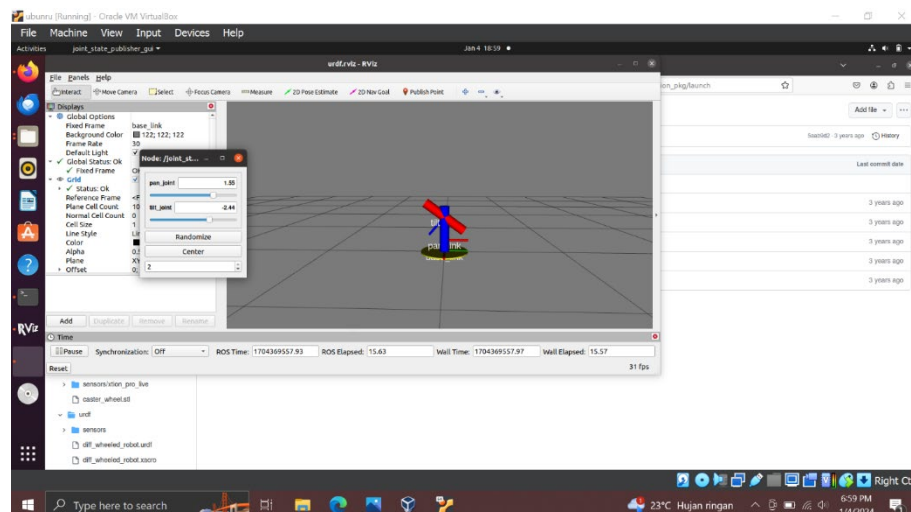 ubunru [Running] - Oracle VM VirtualBox
File Machine View Input Devices Help
Activities joint_state_publisher_gui Jan 4 18:59
urdf.rviz - RViz
File Panels Help
Interact Move Camera Select Focus Camera Measure 2D Pose Estimate 2D Nav Goal Publish Point
Displays
Global Options
Fixed Frame base_link
Background Color 122; 122; 122
Frame Rate 30
Default Light
Global Status: Ok
Fixed Frame
Grid
Status: Ok
Reference Frame
Plane Cell Count 10
Normal Cell Count 0
Cell Size 1
Line Style
Color
Alpha
Plane XY
Offset 0;
Add Duplicate Remove Rename
Node: /joint_st...
pan_joint 1.55
tilt_joint -2.44
Randomize
Center
2
Time
Pause Synchronization: Off ROS Time: 1704369557.93 ROS Elapsed: 15.63 Wall Time: 1704369557.97 Wall Elapsed: 15.57
Reset 31 fps
ion_pkg/launch
Add file
3 years ago History
Last commit date
3 years ago
3 years ago
3 years ago
3 years ago
3 years ago
sensors/xtion_pro_live
caster_wheel.stl
urdf
sensors
diff_wheeled_robot.urdf
diff_wheeled_robot.xacro
RViz
Right Ct
Type here to search
23°C Hujan ringan
6:59 PM
1/4/2024